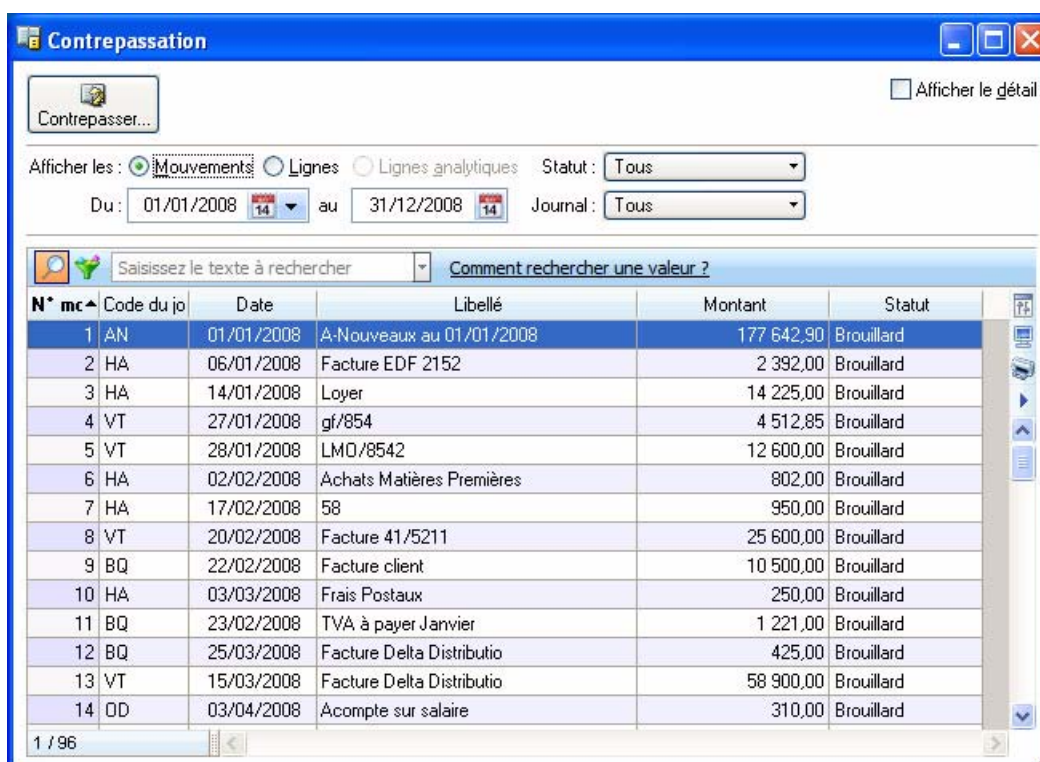 Contrepassation
Afficher le détail
Contrepasser...
Afficher les : Mouvements Lignes Lignes analytiques Statut : Tous
Du : 01/01/2008 14 au 31/12/2008 14 Journal : Tous
Saisissez le texte à rechercher Comment rechercher une valeur ?
N° mc Code du jo Date Libellé Montant Statut
1 AN 01/01/2008 A-Nouveaux au 01/01/2008 177 642,90 Brouillard
2 HA 06/01/2008 Facture EDF 2152 2 392,00 Brouillard
3 HA 14/01/2008 Loyer 14 225,00 Brouillard
4 VT 27/01/2008 gf/854 4 512,85 Brouillard
5 VT 28/01/2008 LMO/8542 12 600,00 Brouillard
6 HA 02/02/2008 Achats Matières Premières 802,00 Brouillard
7 HA 17/02/2008 58 950,00 Brouillard
8 VT 20/02/2008 Facture 41/5211 25 600,00 Brouillard
9 BQ 22/02/2008 Facture client 10 500,00 Brouillard
10 HA 03/03/2008 Frais Postaux 250,00 Brouillard
11 BQ 23/02/2008 TVA à payer Janvier 1 221,00 Brouillard
12 BQ 25/03/2008 Facture Delta Distributio 425,00 Brouillard
13 VT 15/03/2008 Facture Delta Distributio 58 900,00 Brouillard
14 OD 03/04/2008 Acompte sur salaire 310,00 Brouillard
1 / 96